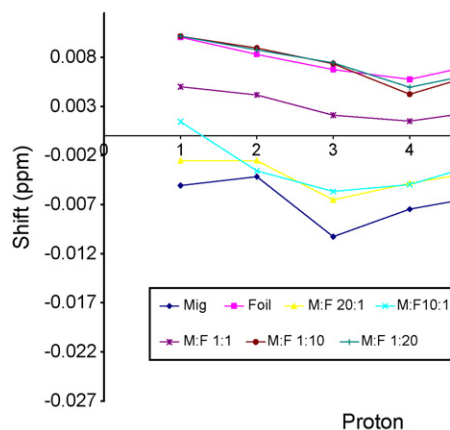 0.008
0.003
0 1 2 3 4
-0.002
-0.007
-0.012
-0.017
-0.022
-0.027
Shift (ppm)
Mig Foil M:F 20:1 M:F10:1
M:F 1:1 M:F 1:10 M:F 1:20
Proton